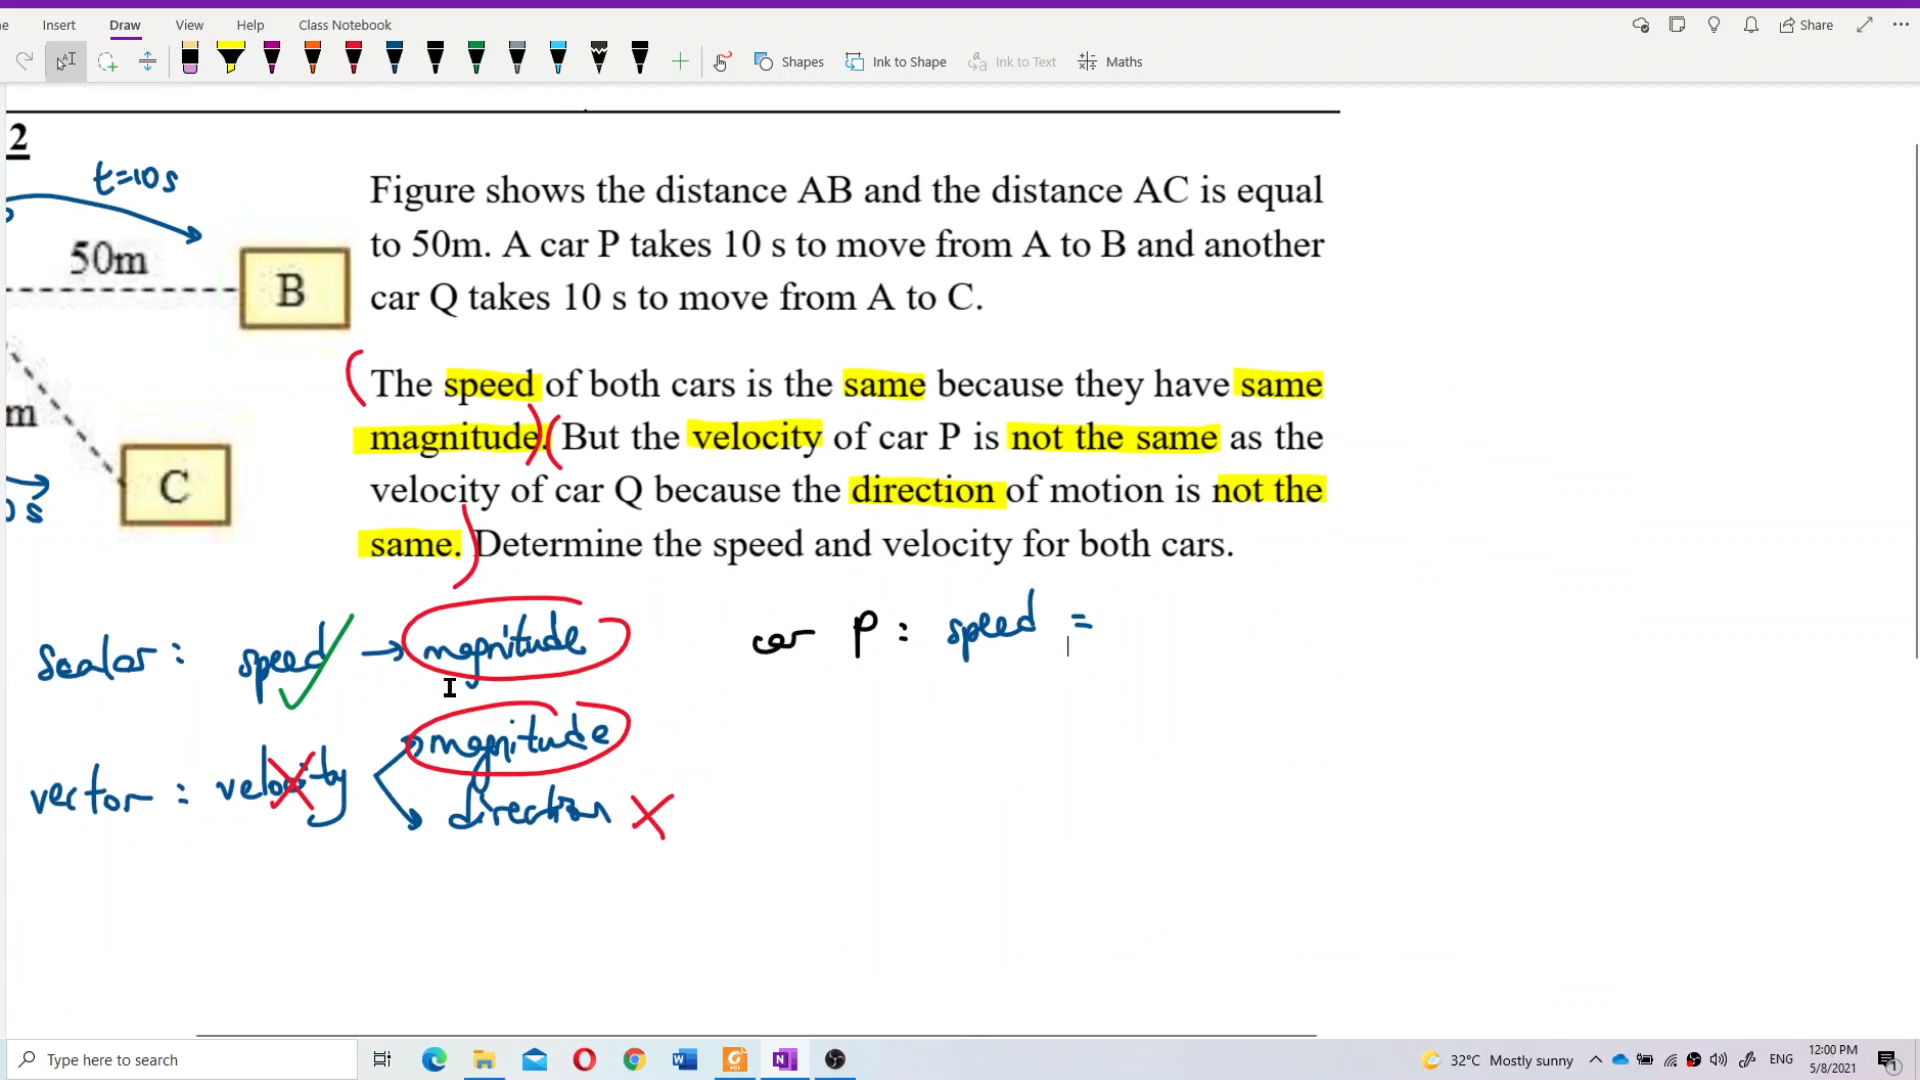 Insert Draw View Help Class Notebook Share
Shapes Ink to Shape Ink to Text Maths
2
t=10s
50m
B
m
C
s
Figure shows the distance AB and the distance AC is equal
to 50m. A car P takes 10 s to move from A to B and another
car Q takes 10 s to move from A to C.
(The speed of both cars is the same because they have same
magnitude.)(But the velocity of car P is not the same as the
velocity of car Q because the direction of motion is not the
same.)Determine the speed and velocity for both cars.
scalar : speed → magnitude
car P : speed =
vector : velocity magnitude
direction
Type here to search
32°C Mostly sunny
ENG
12:00 PM
5/8/2021